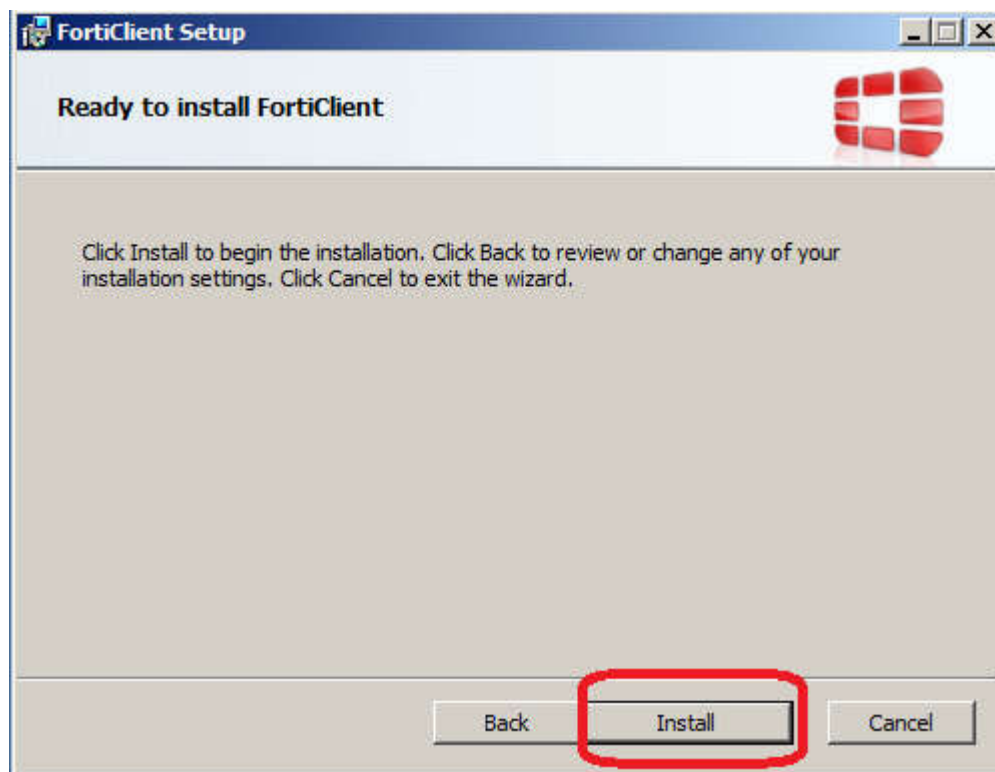 FortiClient Setup
Ready to install FortiClient
Click Install to begin the installation. Click Back to review or change any of your
installation settings. Click Cancel to exit the wizard.
Back Install Cancel